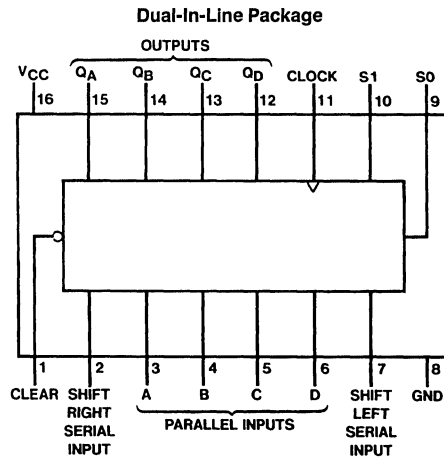 Dual-In-Line Package
OUTPUTS
VCC QA QB QC QD CLOCK S1 S0
16 15 14 13 12 11 10 9
1 2 3 4 5 6 7 8
CLEAR SHIFT A B C D SHIFT GND
RIGHT PARALLEL INPUTS LEFT
SERIAL SERIAL
INPUT INPUT